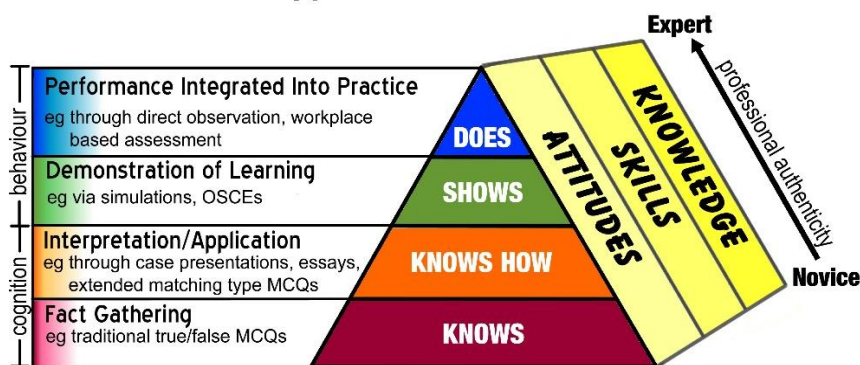 Expert
professional authenticity
Novice
behaviour
cognition
Performance Integrated Into Practice
eg through direct observation, workplace
based assessment
DOES
Demonstration of Learning
eg via simulations, OSCEs
SHOWS
Interpretation/Application
eg through case presentations, essays,
extended matching type MCQs
KNOWS HOW
Fact Gathering
eg traditional true/false MCQs
KNOWS
ATTITUDES
SKILLS
KNOWLEDGE